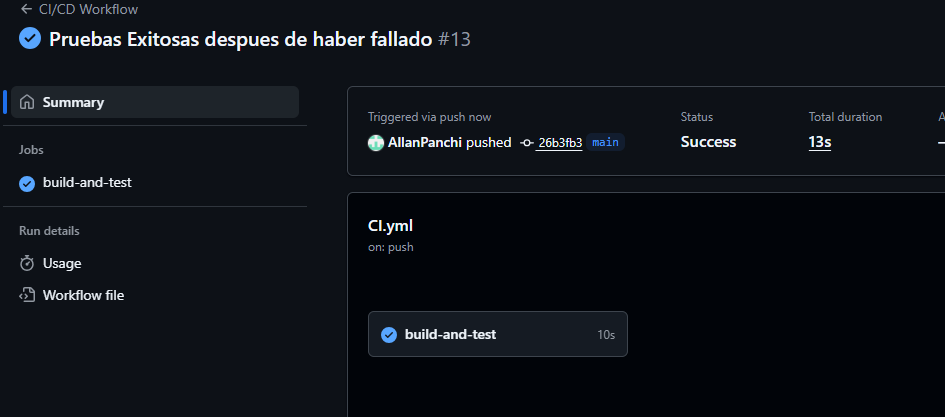 CI/CD Workflow
Pruebas Exitosas despues de haber fallado #13
Summary
Jobs
build-and-test
Run details
Usage
Workflow file
Triggered via push now
AllanPanchi pushed 26b3fb3 main
Status
Success
Total duration
13s
A
CI.yml
on: push
build-and-test 10s